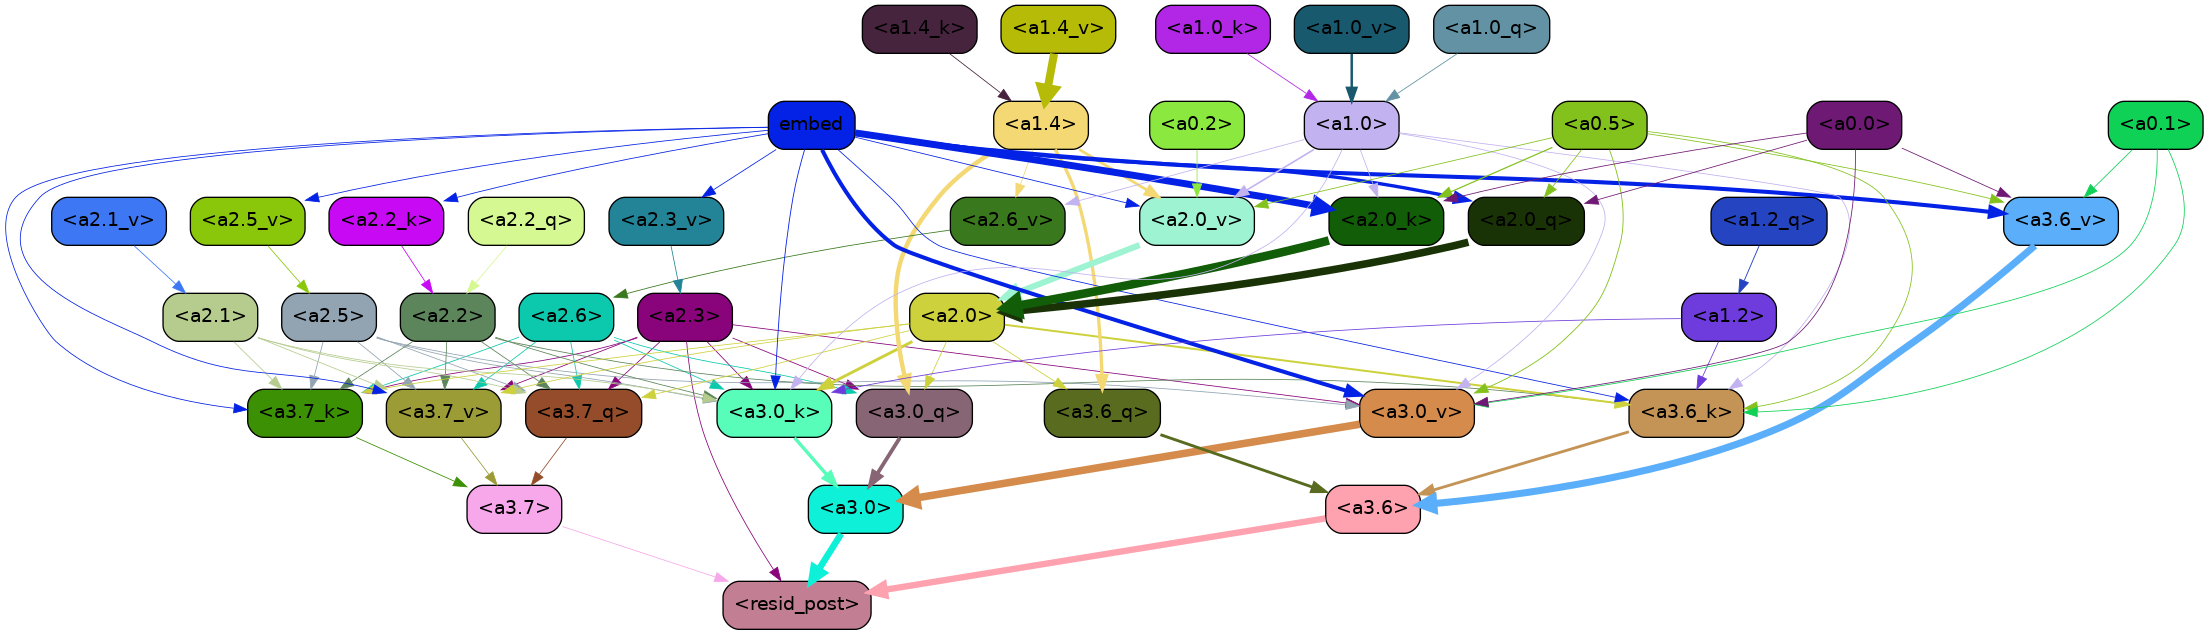 <a1.4_k> <a1.4_v> <a1.0_k> <a1.0_v> <a1.0_q>
embed <a1.4> <a0.2> <a1.0> <a0.5> <a0.0> <a0.1>
<a2.1_v> <a2.5_v> <a2.2_k> <a2.2_q> <a2.3_v> <a2.6_v> <a2.0_v> <a2.0_k> <a2.0_q> <a1.2_q> <a3.6_v>
<a2.1> <a2.5> <a2.2> <a2.6> <a2.3> <a2.0> <a1.2>
<a3.7_k> <a3.7_v> <a3.7_q> <a3.0_k> <a3.0_q> <a3.6_q> <a3.0_v> <a3.6_k>
<a3.7> <a3.0> <a3.6>
<resid_post>